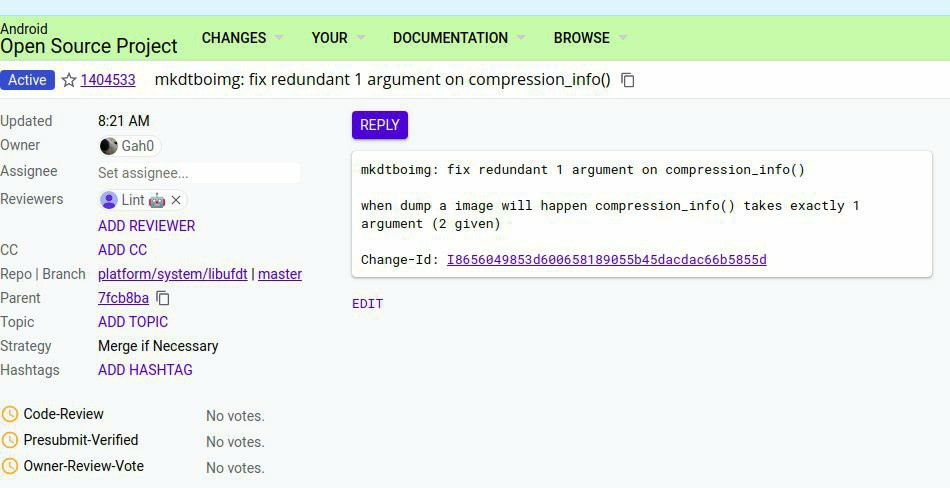 Android
Open Source Project
CHANGES YOUR DOCUMENTATION BROWSE
Active 1404533 mkdtboimg: fix redundant 1 argument on compression_info()
Updated 8:21 AM
Owner Gah0
Assignee Set assignee...
Reviewers Lint 🤖 ×
ADD REVIEWER
CC ADD CC
Repo | Branch platform/system/libufdt | master
Parent 7fcb8ba
Topic ADD TOPIC
Strategy Merge if Necessary
Hashtags ADD HASHTAG
Code-Review No votes.
Presubmit-Verified No votes.
Owner-Review-Vote No votes.
REPLY
mkdtboimg: fix redundant 1 argument on compression_info()
when dump a image will happen compression_info() takes exactly 1
argument (2 given)
Change-Id: I8656049853d600658189055b45dacdac66b5855d
EDIT